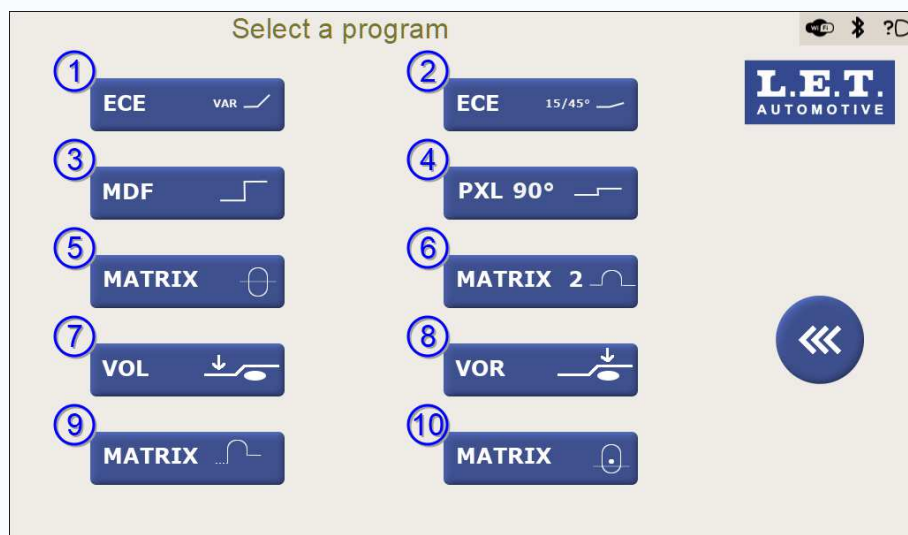 Select a program
WiFi ?
1 2
ECE VAR ECE 15/45°
L.E.T.
AUTOMOTIVE
3 4
MDF PXL 90°
5 6
MATRIX MATRIX 2
7 8
VOL VOR
9 10
MATRIX MATRIX